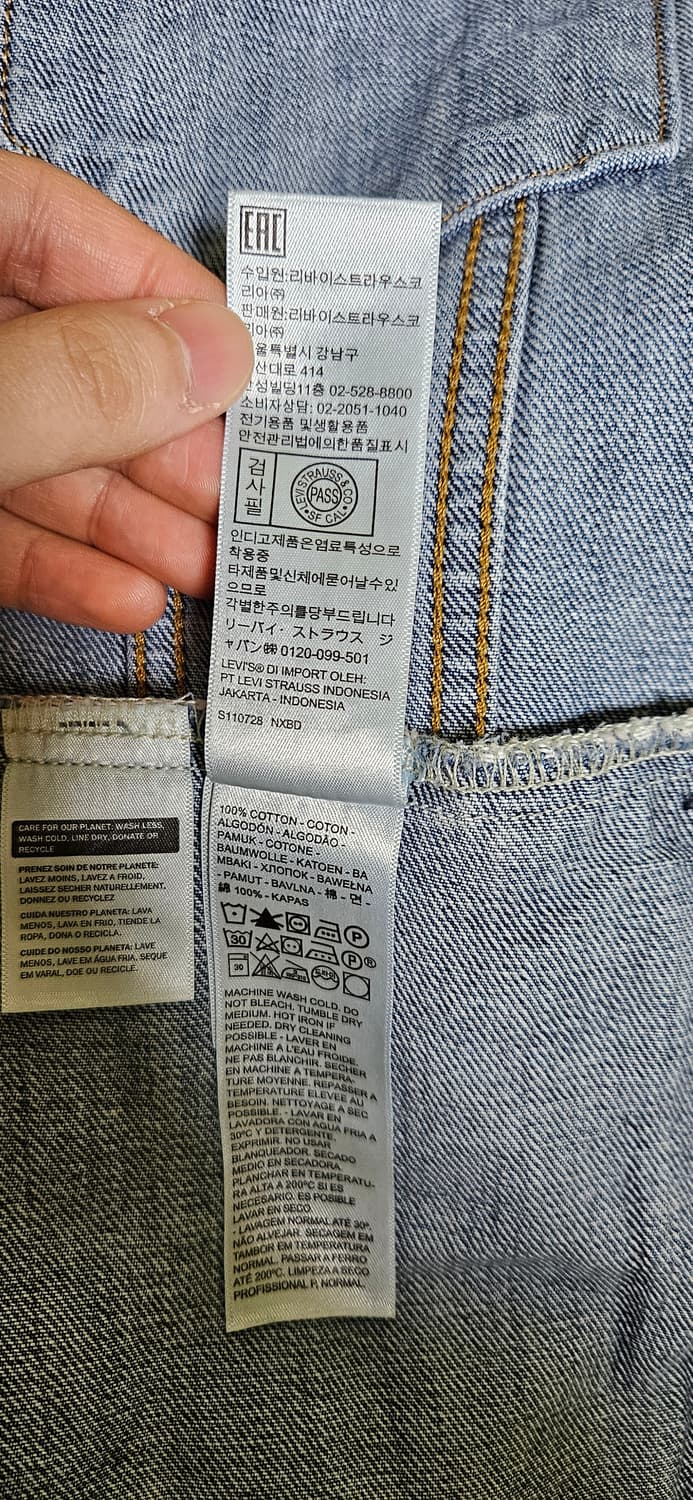 EAC
수입원:리바이스트라우스코
리아㈜
판매원:리바이스트라우스코
리아㈜
울특별시 강남구
산대로 414
성빌딩11층 02-528-8800
소비자상담: 02-2051-1040
전기용품 및생활용품
안전관리법에의한품질표시
검사필
LEVI STRAUSS & CO
PASS
SF CAL
인디고제품은염료특성으로
착용중
타제품및신체에묻어날수있
으므로
각별한주의를당부드립니다
リーバイ・ストラウス ジ
ャパン㈱ 0120-099-501
LEVI'S® DI IMPORT OLEH:
PT LEVI STRAUSS INDONESIA
JAKARTA - INDONESIA
S110728 NXBD
100% COTTON - COTON -
ALGODÓN - ALGODÃO -
PAMUK - COTONE -
BAUMWOLLE - KATOEN - BA
MBAKI - ХЛОПОК - BAWEŁNA
- PAMUT - BAVLNA - 棉 - 면 -
綿 100% - KAPAS
P
30 P®
30 드라이
MACHINE WASH COLD. DO
NOT BLEACH, TUMBLE DRY
MEDIUM. HOT IRON IF
NEEDED. DRY CLEANING
POSSIBLE - LAVER EN
MACHINE A L'EAU FROIDE.
NE PAS BLANCHIR. SECHER
EN MACHINE A TEMPERA-
TURE MOYENNE. REPASSER A
TEMPERATURE ELEVEE AU
BESOIN. NETTOYAGE A SEC
POSSIBLE. - LAVAR EN
LAVADORA CON AGUA FRIA A
30ºC Y DETERGENTE.
EXPRIMIR. NO USAR
BLANQUEADOR. SECADO
MEDIO EN SECADORA.
PLANCHAR EN TEMPERATU-
RA ALTA A 200ºC SI ES
NECESARIO. ES POSIBLE
LAVAR EN SECO.
LAVAGEM NORMAL ATÉ 30º.
NÃO ALVEJAR. SECAGEM EM
TAMBOR EM TEMPERATURA
NORMAL. PASSAR A FERRO
ATÉ 200ºC. LIMPEZA A SECO
PROFISSIONAL P, NORMAL.
CARE FOR OUR PLANET: WASH LESS,
WASH COLD, LINE DRY, DONATE OR
RECYCLE
PRENEZ SOIN DE NOTRE PLANETE:
LAVEZ MOINS, LAVEZ A FROID,
LAISSEZ SECHER NATURELLEMENT,
DONNEZ OU RECYCLEZ
CUIDA NUESTRO PLANETA: LAVA
MENOS, LAVA EN FRIO, TIENDE LA
ROPA, DONA O RECICLA.
CUIDE DO NOSSO PLANETA: LAVE
MENOS, LAVE EM ÁGUA FRIA, SEQUE
EM VARAL, DOE OU RECICLE.